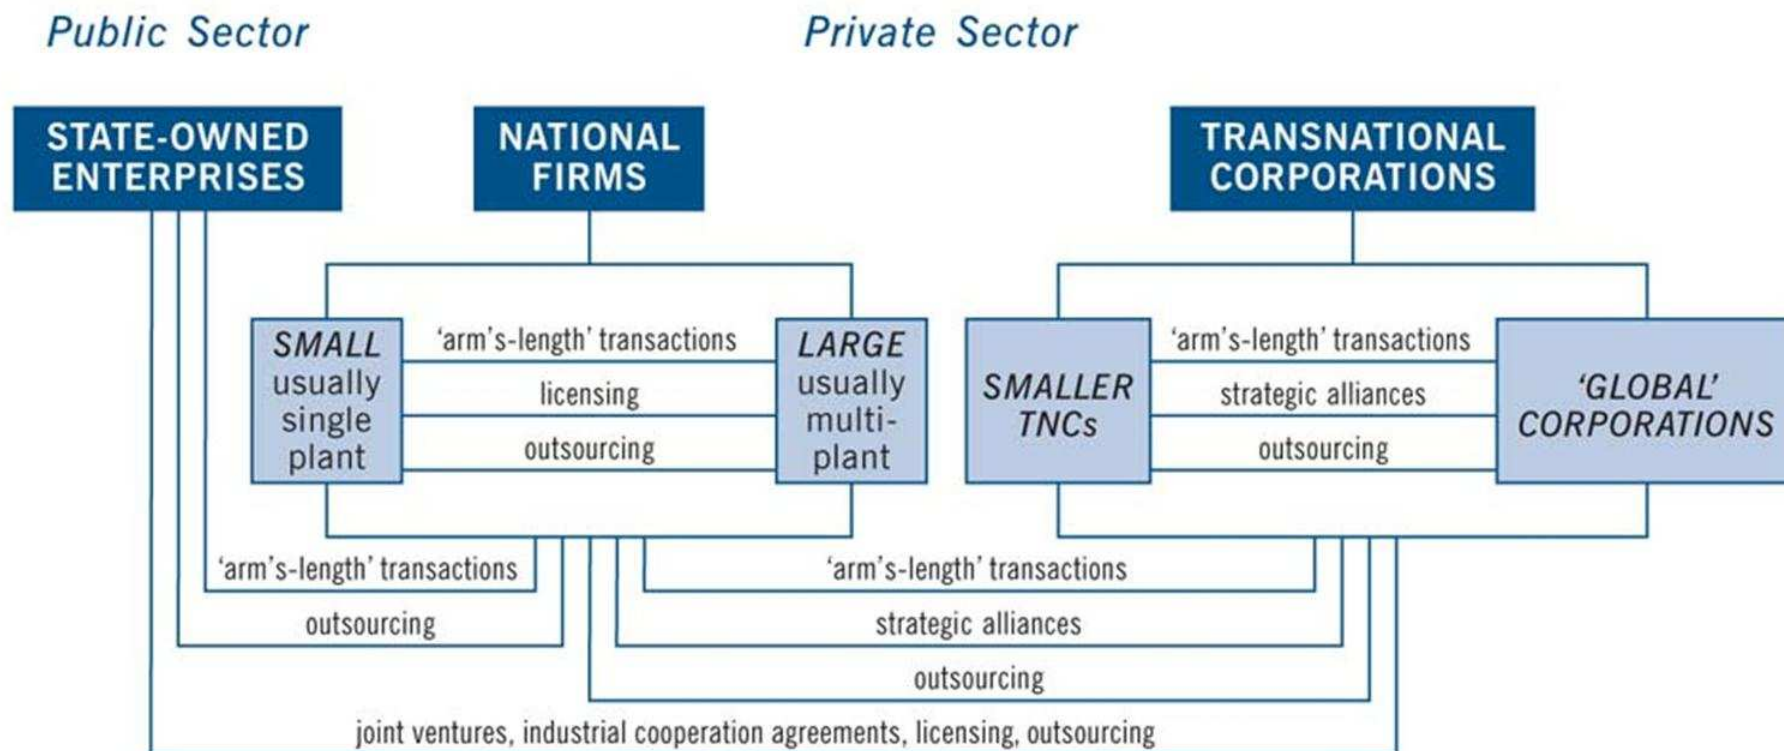 Public Sector
Private Sector
STATE-OWNED
ENTERPRISES
NATIONAL
FIRMS
TRANSNATIONAL
CORPORATIONS
SMALL
usually
single
plant
'arm's-length' transactions
licensing
outsourcing
LARGE
usually
multi-
plant
SMALLER
TNCs
'arm's-length' transactions
strategic alliances
outsourcing
'GLOBAL'
CORPORATIONS
'arm's-length' transactions
outsourcing
'arm's-length' transactions
strategic alliances
outsourcing
joint ventures, industrial cooperation agreements, licensing, outsourcing